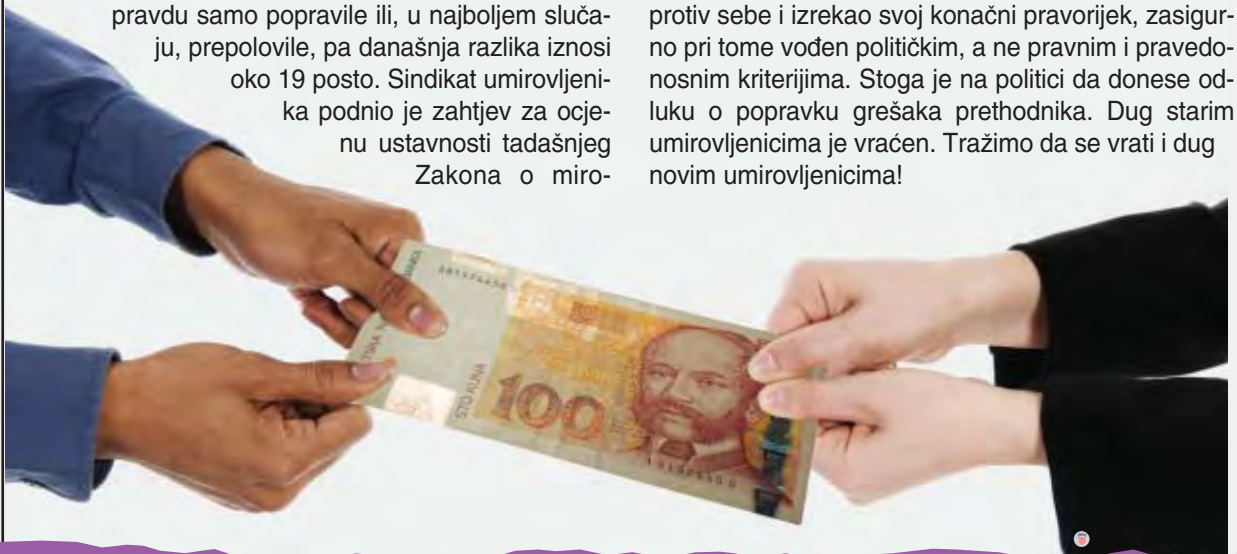 pravdu samo popravile ili, u najboljem sluča-
ju, prepolovile, pa današnja razlika iznosi
oko 19 posto. Sindikat umirovljeni-
ka podnio je zahtjev za ocje-
nu ustavnosti tadašnjeg
Zakona o miro-
protiv sebe i izrekao svoj konačni pravorijek, zasigur-
no pri tome vođen političkim, a ne pravnim i pravedo-
nosnim kriterijima. Stoga je na politici da donese od-
luku o popravku grešaka prethodnika. Dug starim
umirovljenicima je vraćen. Tražimo da se vrati i dug
novim umirovljenicima!
STO KUNA
100